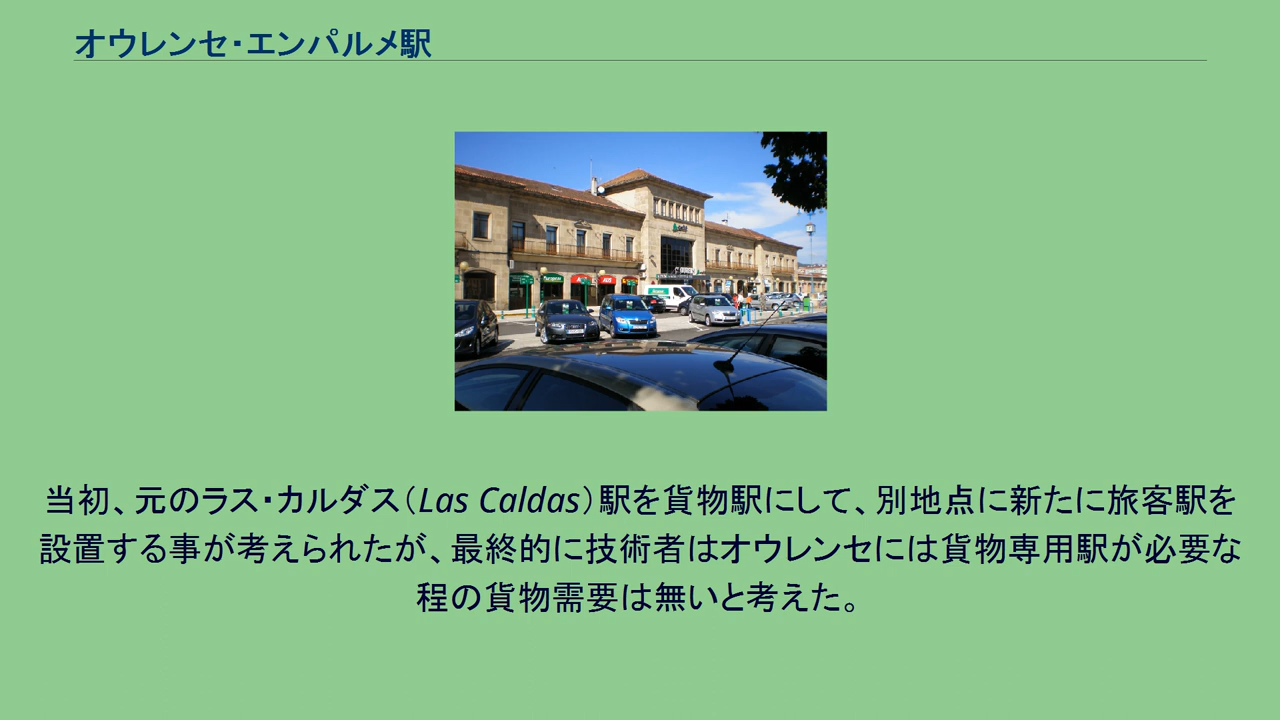 オウレンセ・エンパルメ駅
当初、元のラス・カルダス（Las Caldas）駅を貨物駅にして、別地点に新たに旅客駅を
設置する事が考えられたが、最終的に技術者はオウレンセには貨物専用駅が必要な
程の貨物需要は無いと考えた。